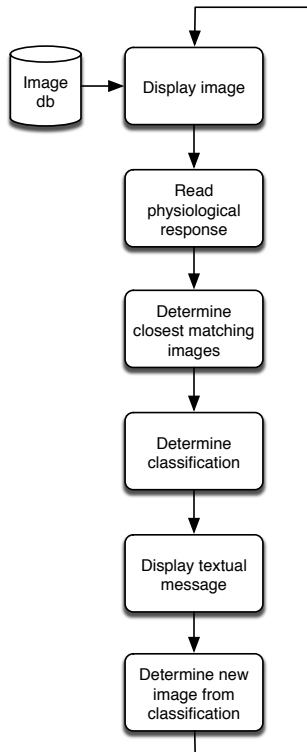 Image
db
Display image
Read
physiological
response
Determine
closest matching
images
Determine
classification
Display textual
message
Determine new
image from
classification